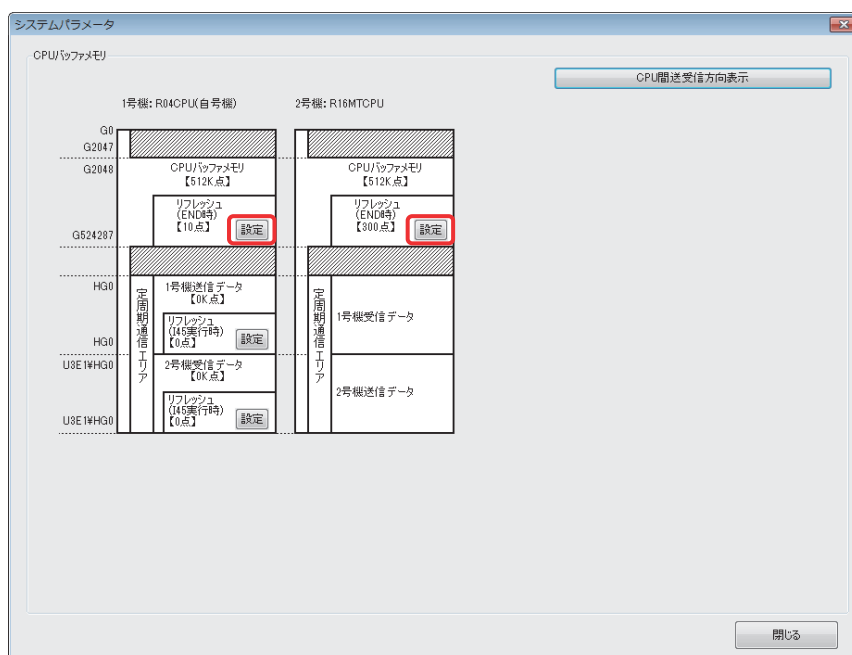 システムパラメータ
CPUバッファメモリ
CPU間送受信方向表示
1号機: R04CPU(自号機)
2号機: R16MTCPU
G0
G2047
G2048
CPUバッファメモリ
【512K点】
CPUバッファメモリ
【512K点】
リフレッシュ
(END時)
【10点】
設定
リフレッシュ
(END時)
【300点】
設定
G524287
HG0
定周期通信エリア
1号機送信データ
【0K点】
リフレッシュ
(I45実行時)
【0点】
設定
HG0
U3E1¥HG0
2号機受信データ
【0K点】
リフレッシュ
(I45実行時)
【0点】
設定
U3E1¥HG0
定周期通信エリア
1号機受信データ
2号機送信データ
閉じる